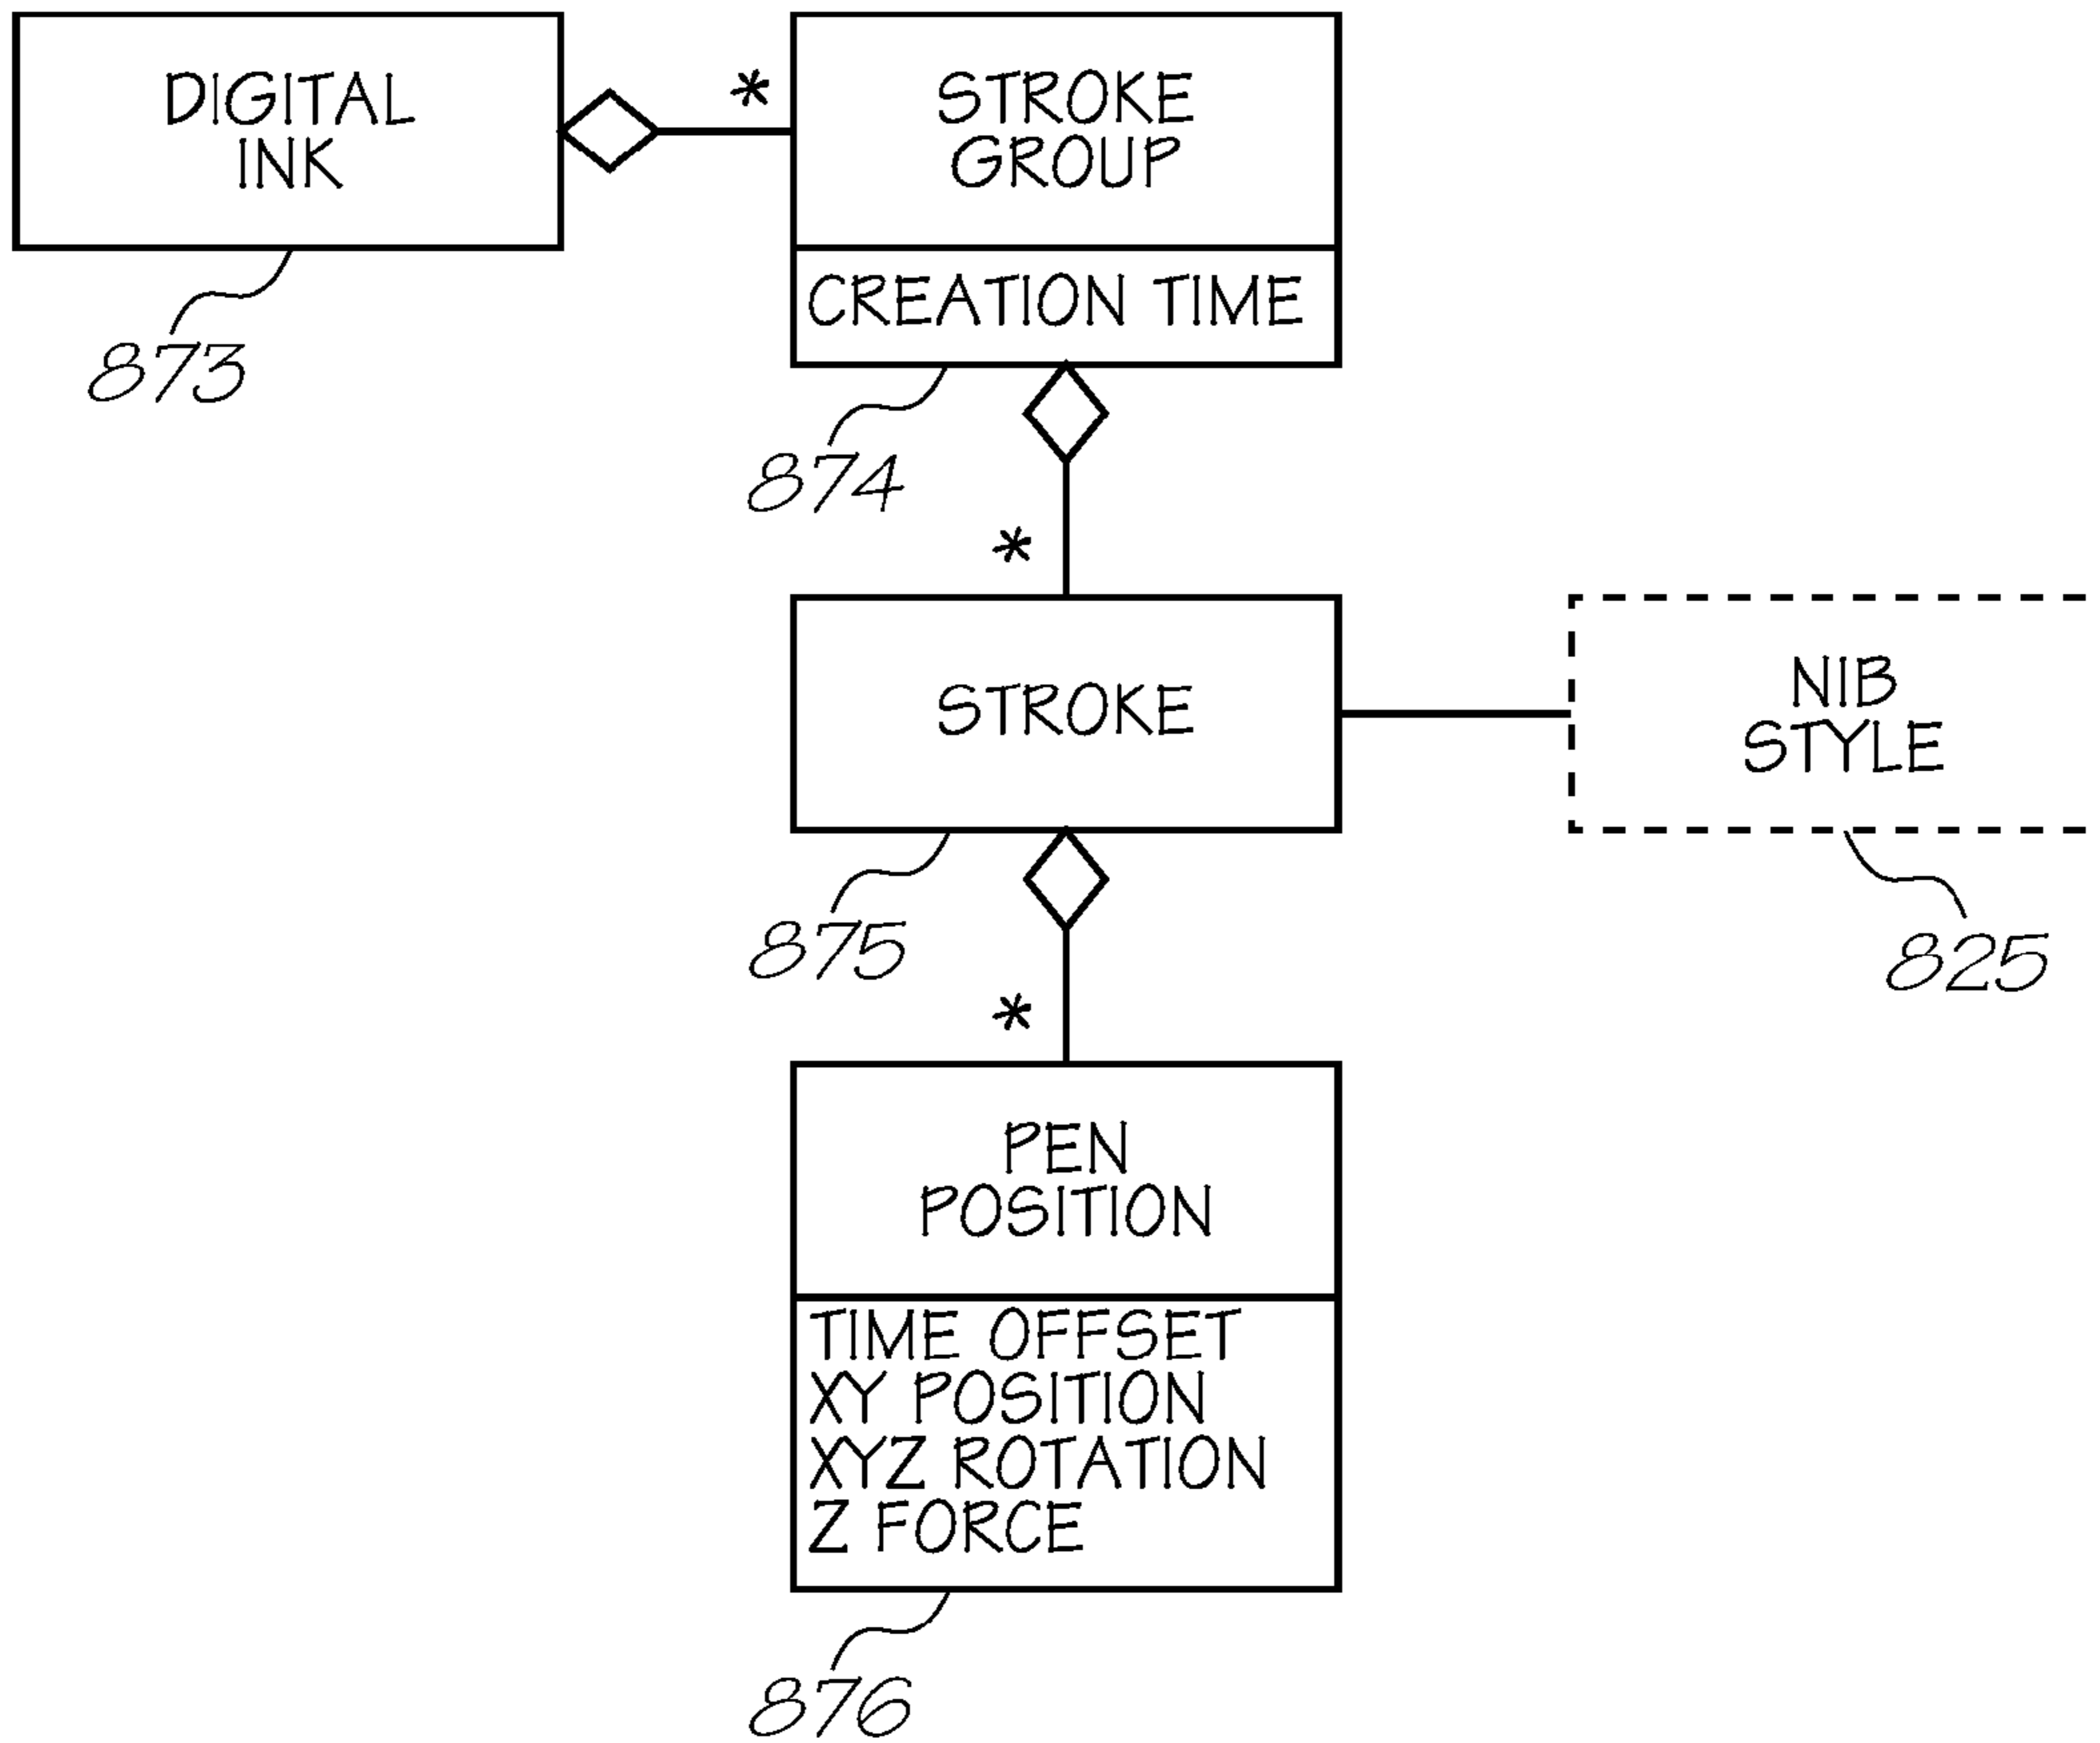 DIGITAL
INK
*
STROKE
GROUP
CREATION TIME
873
874
*
STROKE
NIB
STYLE
875
825
*
PEN
POSITION
TIME OFFSET
XY POSITION
XYZ ROTATION
Z FORCE
876